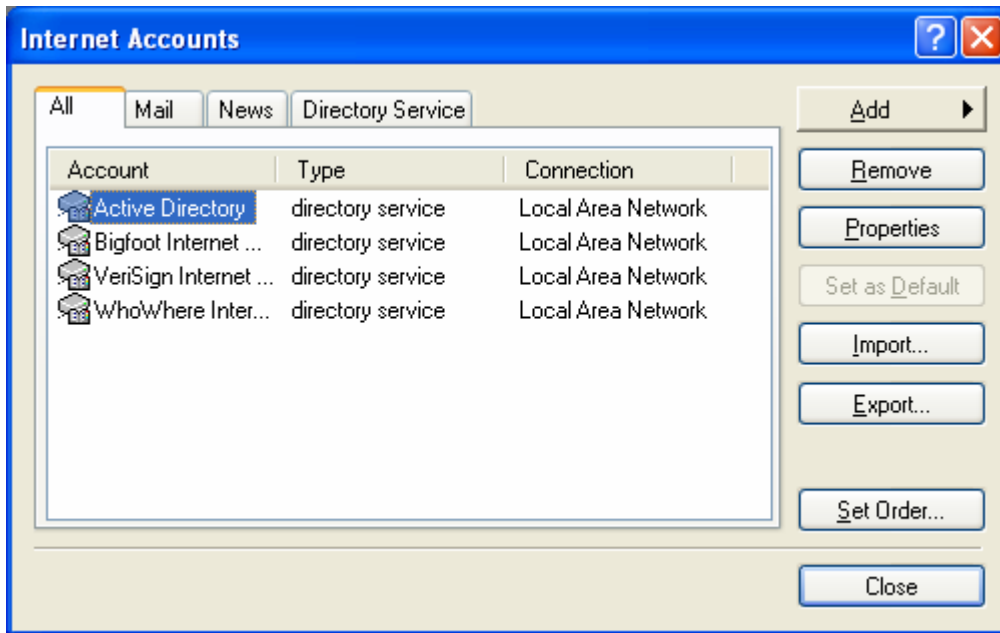 Internet Accounts
All Mail News Directory Service
Account Type Connection
Active Directory directory service Local Area Network
Bigfoot Internet ... directory service Local Area Network
VeriSign Internet ... directory service Local Area Network
WhoWhere Inter... directory service Local Area Network
Add
Remove
Properties
Set as Default
Import...
Export...
Set Order...
Close